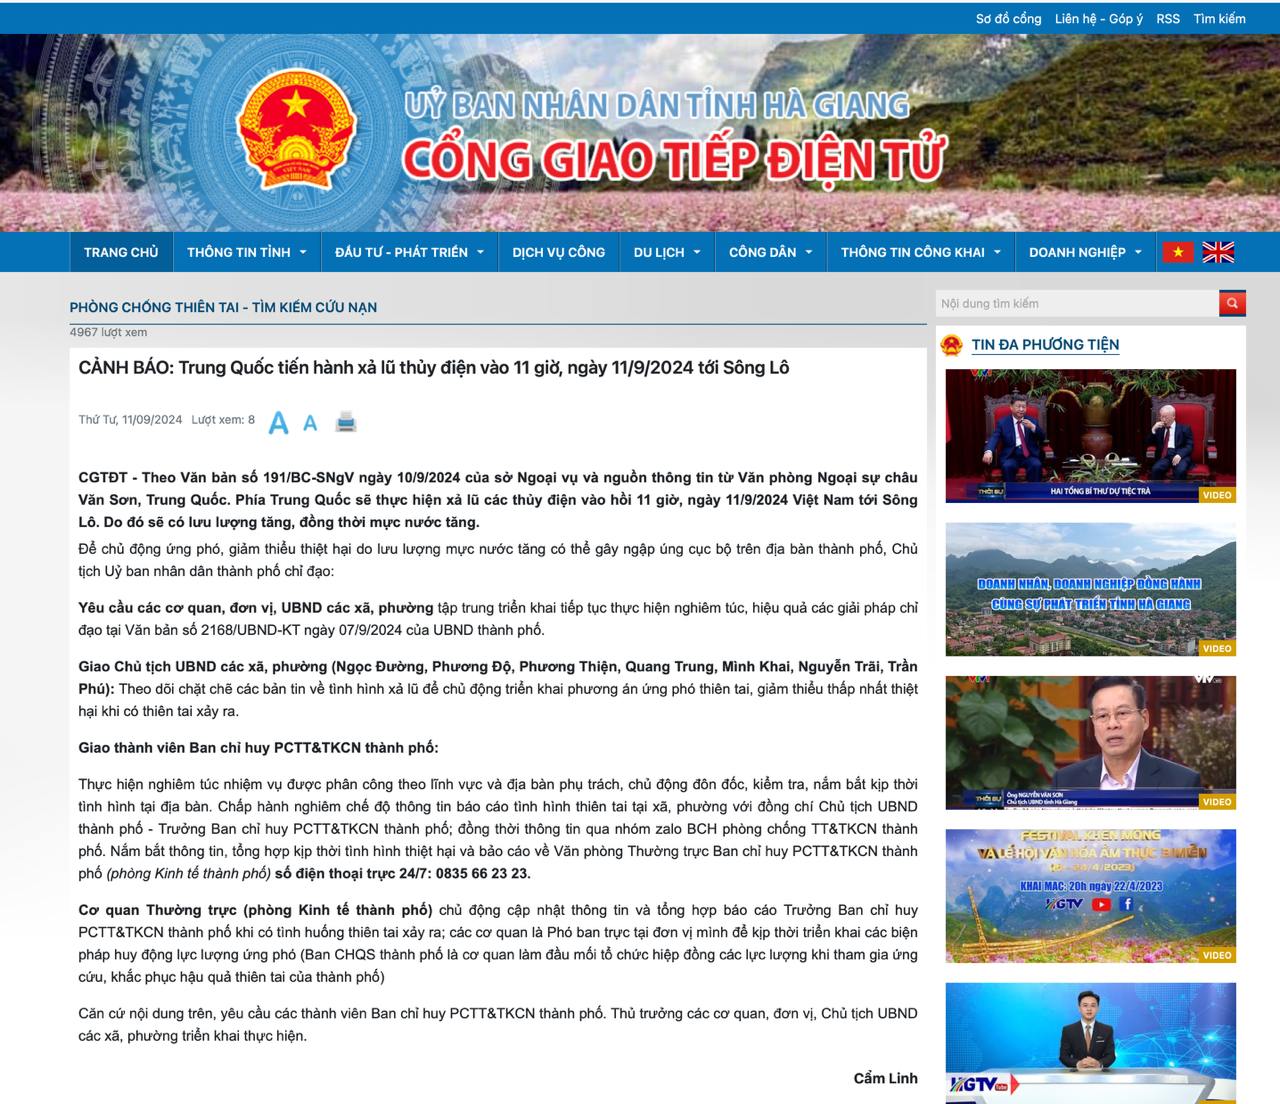 Sơ đồ cổng Liên hệ - Góp ý RSS Tìm kiếm
UỶ BAN NHÂN DÂN TỈNH HÀ GIANG
CỔNG GIAO TIẾP ĐIỆN TỬ
VIỆT NAM
TRANG CHỦ THÔNG TIN TỈNH ĐẦU TƯ - PHÁT TRIỂN DỊCH VỤ CÔNG DU LỊCH CÔNG DÂN THÔNG TIN CÔNG KHAI DOANH NGHIỆP
PHÒNG CHỐNG THIÊN TAI - TÌM KIẾM CỨU NẠN
4967 lượt xem
CẢNH BÁO: Trung Quốc tiến hành xả lũ thủy điện vào 11 giờ, ngày 11/9/2024 tới Sông Lô
Thứ Tư, 11/09/2024 Lượt xem: 8 A A
CGTĐT - Theo Văn bản số 191/BC-SNgV ngày 10/9/2024 của sở Ngoại vụ và nguồn thông tin từ Văn phòng Ngoại sự châu
Văn Sơn, Trung Quốc. Phía Trung Quốc sẽ thực hiện xả lũ các thủy điện vào hồi 11 giờ, ngày 11/9/2024 Việt Nam tới Sông
Lô. Do đó sẽ có lưu lượng tăng, đồng thời mực nước tăng.
Để chủ động ứng phó, giảm thiểu thiệt hại do lưu lượng mực nước tăng có thể gây ngập úng cục bộ trên địa bàn thành phố, Chủ
tịch Uỷ ban nhân dân thành phố chỉ đạo:
Yêu cầu các cơ quan, đơn vị, UBND các xã, phường tập trung triển khai tiếp tục thực hiện nghiêm túc, hiệu quả các giải pháp chỉ
đạo tại Văn bản số 2168/UBND-KT ngày 07/9/2024 của UBND thành phố.
Giao Chủ tịch UBND các xã, phường (Ngọc Đường, Phương Độ, Phương Thiện, Quang Trung, Minh Khai, Nguyễn Trãi, Trần
Phú): Theo dõi chặt chẽ các bản tin về tình hình xả lũ để chủ động triển khai phương án ứng phó thiên tai, giảm thiểu thấp nhất thiệt
hại khi có thiên tai xảy ra.
Giao thành viên Ban chỉ huy PCTT&TKCN thành phố:
Thực hiện nghiêm túc nhiệm vụ được phân công theo lĩnh vực và địa bàn phụ trách, chủ động đôn đốc, kiểm tra, nắm bắt kịp thời
tình hình tại địa bàn. Chấp hành nghiêm chế độ thông tin báo cáo tình hình thiên tai tại xã, phường với đồng chí Chủ tịch UBND
thành phố - Trưởng Ban chỉ huy PCTT&TKCN thành phố; đồng thời thông tin qua nhóm zalo BCH phòng chống TT&TKCN thành
phố. Nắm bắt thông tin, tổng hợp kịp thời tình hình thiệt hại và báo cáo về Văn phòng Thường trực Ban chỉ huy PCTT&TKCN thành
phố (phòng Kinh tế thành phố) số điện thoại trực 24/7: 0835 66 23 23.
Cơ quan Thường trực (phòng Kinh tế thành phố) chủ động cập nhật thông tin và tổng hợp báo cáo Trưởng Ban chỉ huy
PCTT&TKCN thành phố khi có tình huống thiên tai xảy ra; các cơ quan là Phó ban trực tại đơn vị mình để kịp thời triển khai các biện
pháp huy động lực lượng ứng phó (Ban CHQS thành phố là cơ quan làm đầu mối tổ chức hiệp đồng các lực lượng khi tham gia ứng
cứu, khắc phục hậu quả thiên tai của thành phố)
Căn cứ nội dung trên, yêu cầu các thành viên Ban chỉ huy PCTT&TKCN thành phố. Thủ trưởng các cơ quan, đơn vị, Chủ tịch UBND
các xã, phường triển khai thực hiện.
Cẩm Linh
Nội dung tìm kiếm
TIN ĐA PHƯƠNG TIỆN
VTV1
THỜI SỰ HAI TỔNG BÍ THƯ DỰ TIỆC TRÀ
VIDEO
DOANH NHÂN, DOANH NGHIỆP ĐỒNG HÀNH
CÙNG SỰ PHÁT TRIỂN TỈNH HÀ GIANG
VIDEO
VTV1 VTV
THỜI SỰ Ông NGUYỄN VĂN SƠN
Chủ tịch UBND tỉnh Hà Giang
VIDEO
FESTIVAL KHÈN MÔNG
VÀ LỄ HỘI VĂN HÓA ẨM THỰC 3 MIỀN
KHAI MẠC: 20h ngày 22/4/2023
HGTV
VIDEO
HGTV